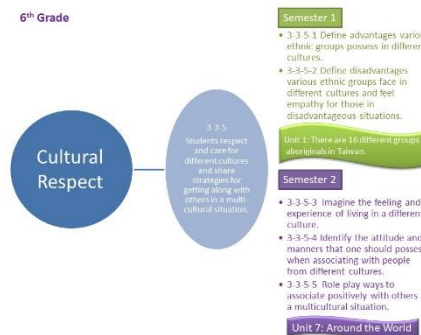 6th Grade
Cultural
Respect
3 3 5
Students respect
and care for
different cultures
and share
strategies for
getting along with
others in a multi
cultural situation.
Semester 1
• 3 3 5 1 Define advantages variou
ethnic groups possess in differen
cultures.
• 3-3-5-2 Define disadvantages
various ethnic groups face in
different cultures and feel
empathy for those in
disadvantageous situations.
Unit 1: There are 16 different groups
aboriginals in Taiwan.
Semester 2
• 3-3-5-3 Imagine the feeling and
experience of living in a differen
culture.
• 3-3-5-4 Identify the attitude and
manners that one should posses
when associating with people
from different cultures.
• 3 3 5 5 Role play ways to
associate positively with others
a multicultural situation.
Unit 7: Around the World